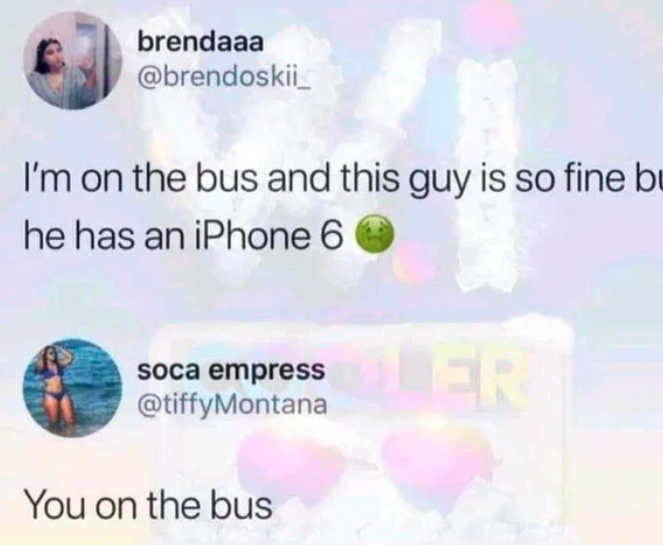 brendaaa
@brendoskii_
I'm on the bus and this guy is so fine bu
he has an iPhone 6 🤢
soca empress
@tiffyMontana
You on the bus
COOLER